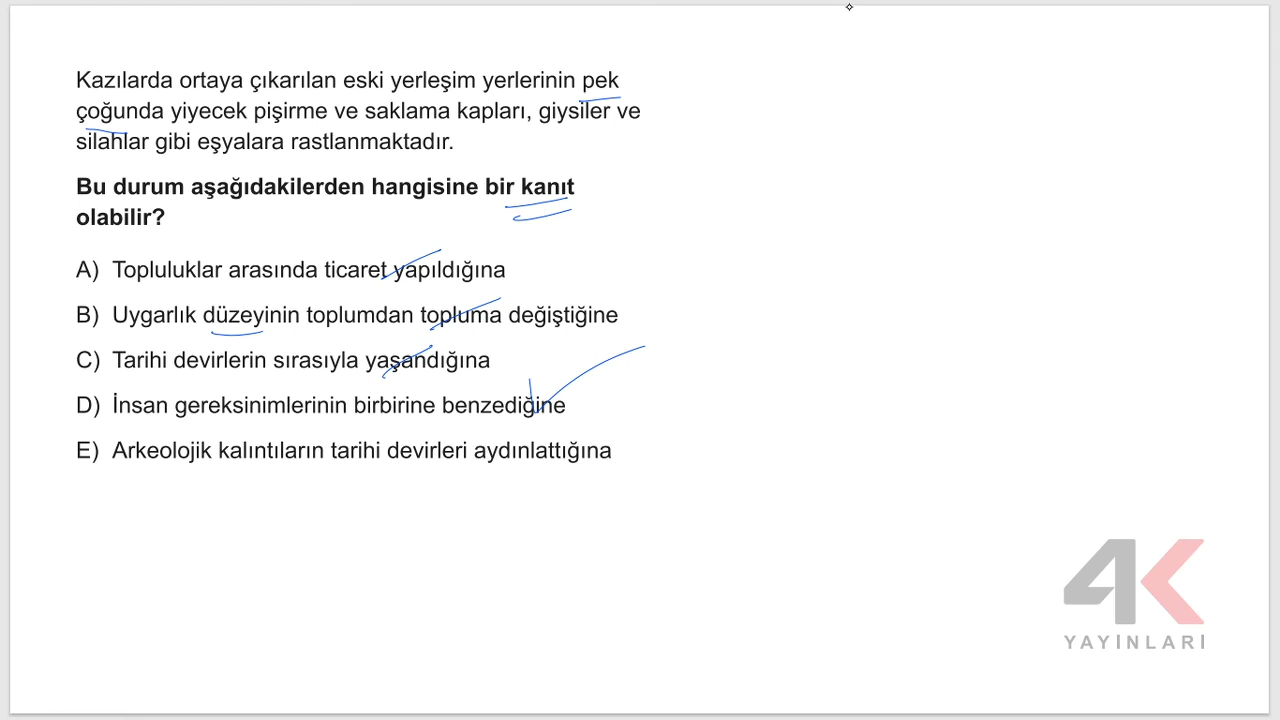 Kazılarda ortaya çıkarılan eski yerleşim yerlerinin pek
çoğunda yiyecek pişirme ve saklama kapları, giysiler ve
silahlar gibi eşyalara rastlanmaktadır.
Bu durum aşağıdakilerden hangisine bir kanıt
olabilir?
A) Topluluklar arasında ticaret yapıldığına
B) Uygarlık düzeyinin toplumdan topluma değiştiğine
C) Tarihi devirlerin sırasıyla yaşandığına
D) İnsan gereksinimlerinin birbirine benzediğine
E) Arkeolojik kalıntıların tarihi devirleri aydınlattığına
4K
YAYINLARI